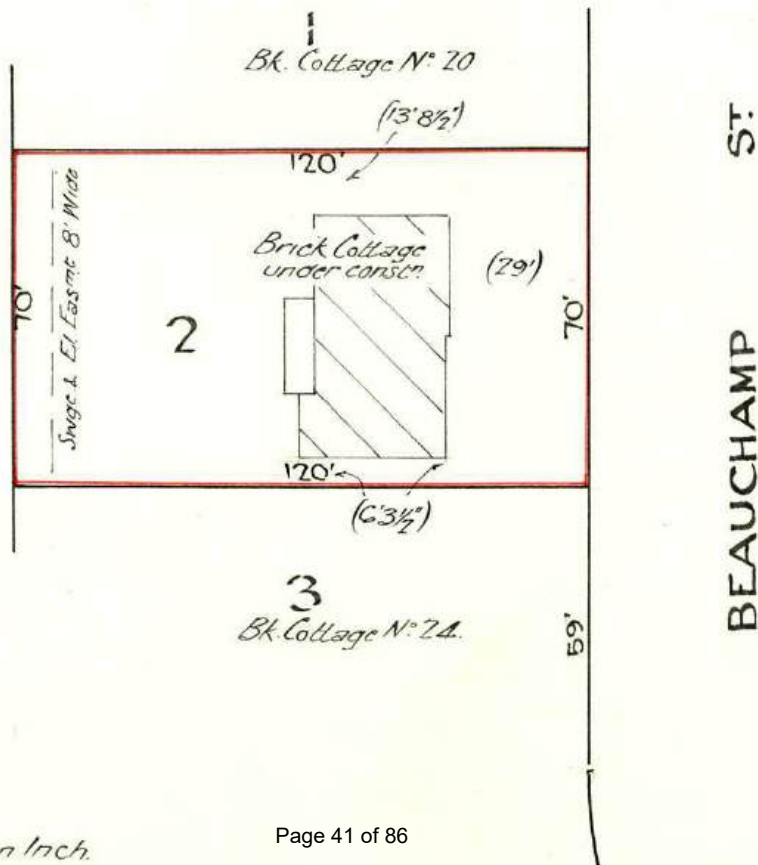 1
Bk. Cottage Nº 20
(13'8½")
ST.
120'
Swge & El. Easmt 8' Wide
Brick Cottage
under constn.
(29')
70'
2
70'
BEAUCHAMP
120'
(6'3½")
3
Bk. Cottage Nº 24.
59'
n Inch.
Page 41 of 86